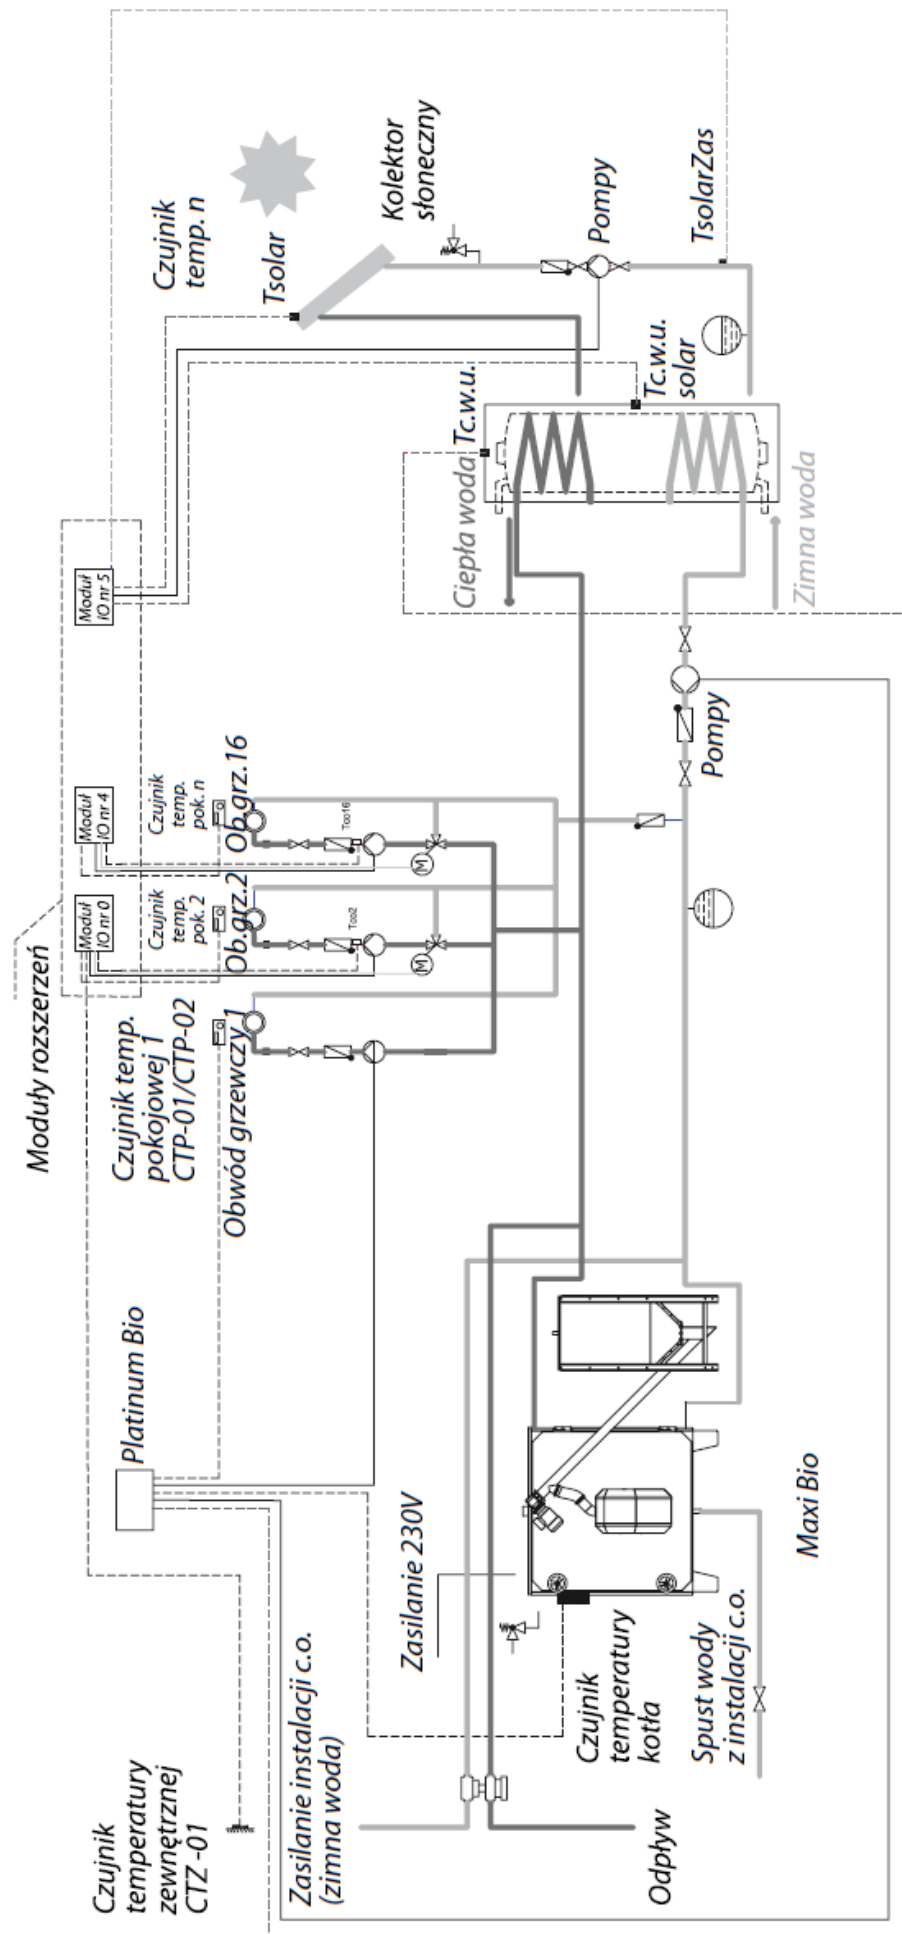 Czujnik
temp. n
Tsolar
Kolektor
słoneczny
Pompy
TsolarZas
Tc.w.u.
Tc.w.u.
solar
Ciepła woda
Zimna woda
Moduł
IO nr 5
Moduł
IO nr 4
Moduł
IO nr 0
Moduły rozszerzeń
Czujnik
temp.
pok. n
Ob.grz.16
Too16
M
Czujnik
temp.
pok. 2
Ob.grz.2
Too2
M
Czujnik temp.
pokojowej 1
CTP-01/CTP-02
Obwód grzewczy 1
Pompy
Platinum Bio
Zasilanie 230V
Maxi Bio
Czujnik
temperatury
kotła
Spust wody
z instalacji c.o.
Zasilanie instalacji c.o.
(zimna woda)
Odpływ
Czujnik
temperatury
zewnętrznej
CTZ -01